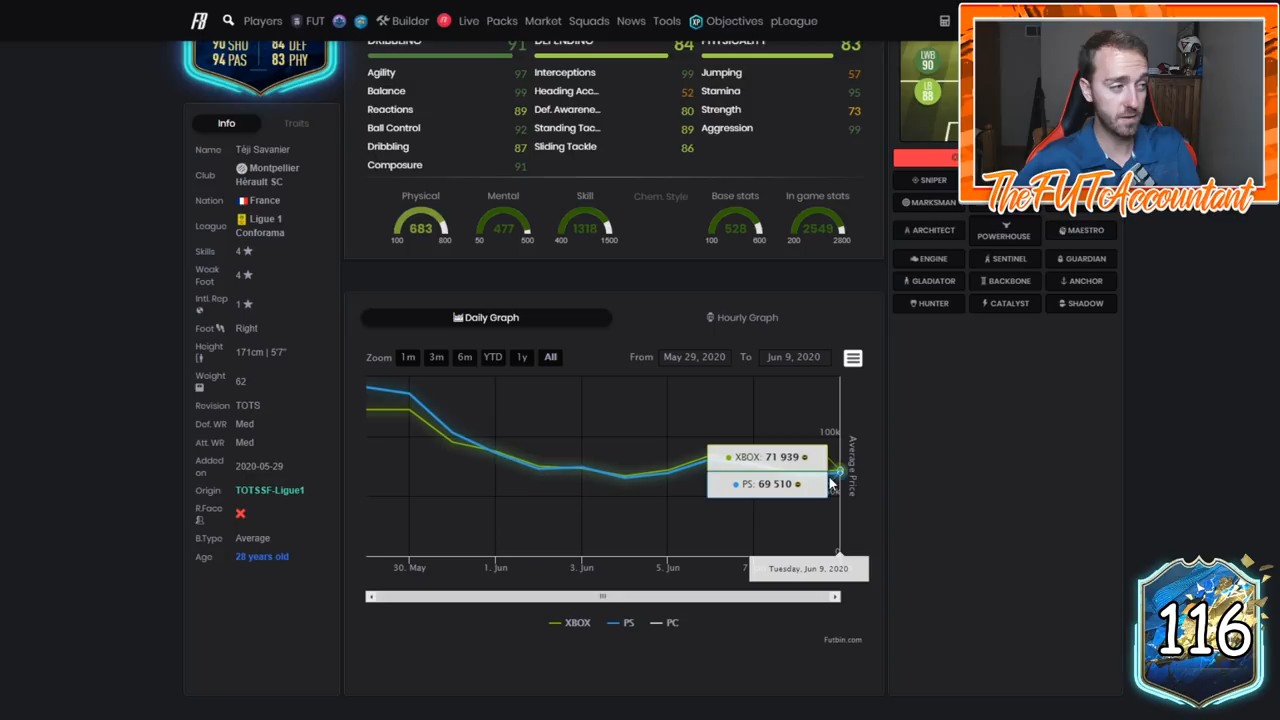 FB Players FUT Builder Live Packs Market Squads News Tools XP Objectives pLeague
90 SHU 84 DEF
94 PAS 83 PHY
DRIBBLING 91 DEFENDING 84 PHYSICALITY 83
Agility 97 Interceptions 99 Jumping 57
Balance 99 Heading Acc... 52 Stamina 95
Reactions 89 Def. Awarene... 80 Strength 73
Ball Control 92 Standing Tac... 89 Aggression 99
Dribbling 87 Sliding Tackle 86
Composure 91
Physical Mental Skill Chem. Style Base stats In game stats
683 477 1318 528 2549
100 800 50 500 400 1500 100 600 200 2800
Info Traits
Name Téji Savanier
Club Montpellier Hérault SC
Nation France
League Ligue 1 Conforama
Skills 4
Weak Foot 4
Intl. Rep 1
Foot Right
Height 171cm | 5'7"
Weight 62
Revision TOTS
Def. WR Med
Att. WR Med
Added on 2020-05-29
Origin TOTSSF-Ligue1
R.Face
B.Type Average
Age 28 years old
Daily Graph Hourly Graph
Zoom 1m 3m 6m YTD 1y All From May 29, 2020 To Jun 9, 2020
100k
XBOX: 71 939
PS: 69 510
Average Price
0
30. May 1. Jun 3. Jun 5. Jun 7.
Tuesday, Jun 9, 2020
XBOX PS PC
Futbin.com
LWB
90
LB
88
TheFUTAccountant
SNIPER
MARKSMAN
ARCHITECT POWERHOUSE MAESTRO
ENGINE SENTINEL GUARDIAN
GLADIATOR BACKBONE ANCHOR
HUNTER CATALYST SHADOW
116